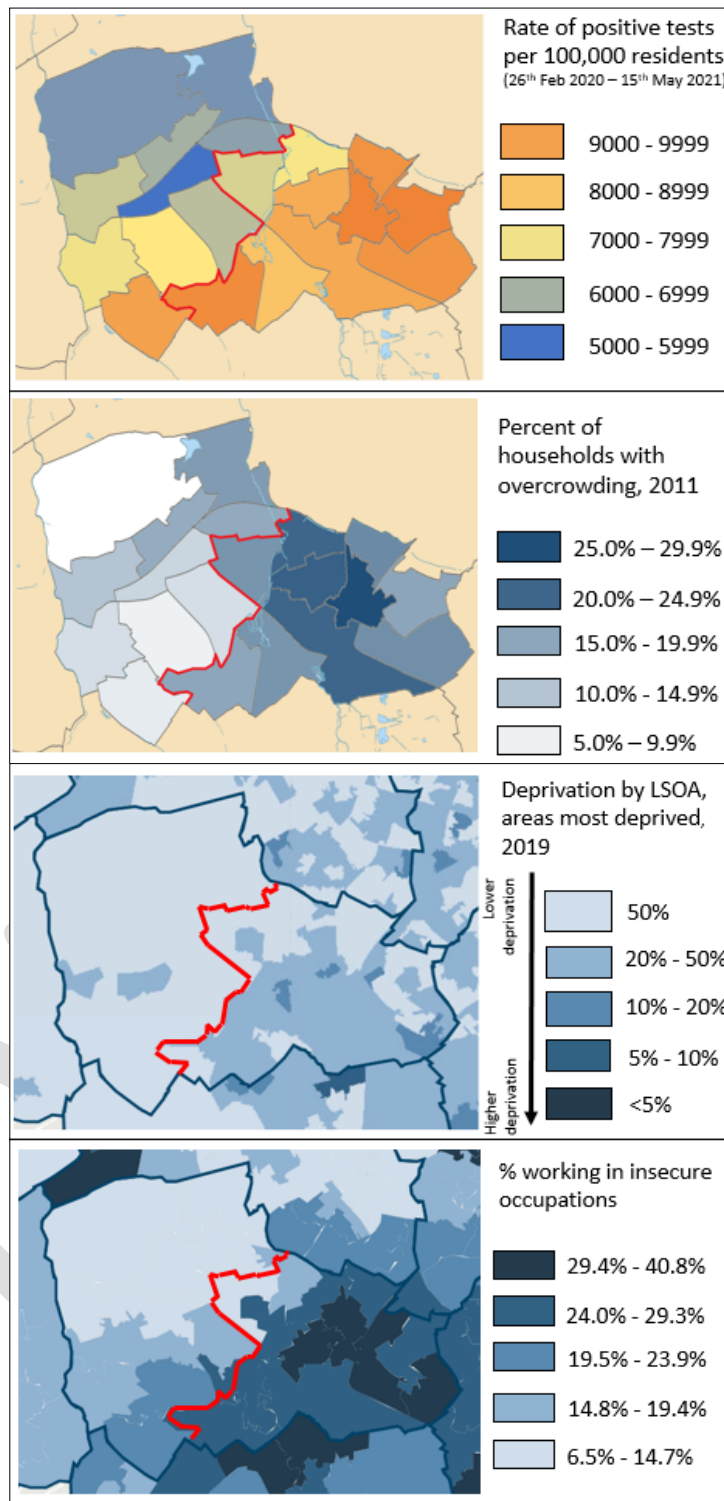 Rate of positive tests
per 100,000 residents
(26th Feb 2020 – 15th May 2021)
9000 - 9999
8000 - 8999
7000 - 7999
6000 - 6999
5000 - 5999
Percent of
households with
overcrowding, 2011
25.0% – 29.9%
20.0% – 24.9%
15.0% - 19.9%
10.0% - 14.9%
5.0% – 9.9%
Deprivation by LSOA,
areas most deprived,
2019
Lower
deprivation
50%
20% - 50%
10% - 20%
5% - 10%
<5%
Higher
deprivation
% working in insecure
occupations
29.4% - 40.8%
24.0% - 29.3%
19.5% - 23.9%
14.8% - 19.4%
6.5% - 14.7%